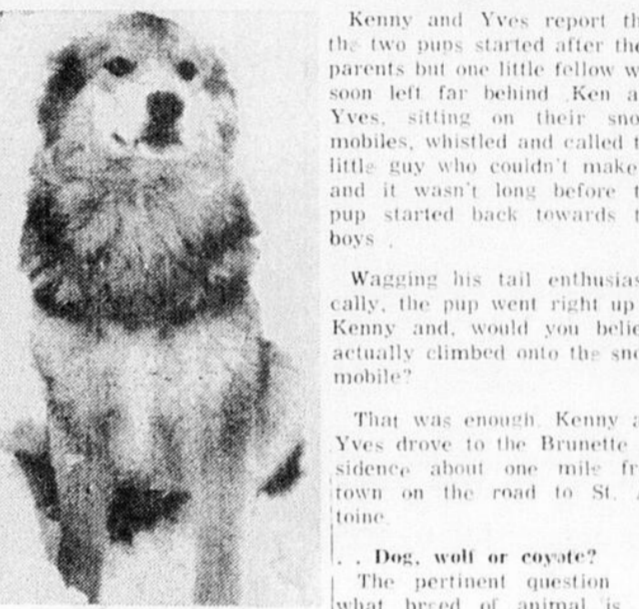 Kenny and Yves report th
the two pups started after the
parents but one little fellow w
soon left far behind Ken a
Yves, sitting on their sno
mobiles, whistled and called t
little guy who couldn't make
and it wasn't long before t
pup started back towards t
boys .
Wagging his tail enthusias
cally, the pup went right up
Kenny and, would you belie
actually climbed onto the sno
mobile?
That was enough. Kenny a
Yves drove to the Brunette
sidence about one mile fr
town on the road to St. A
toine.
. . Dog, wolf or coyote?
The pertinent question
what breed of animal is